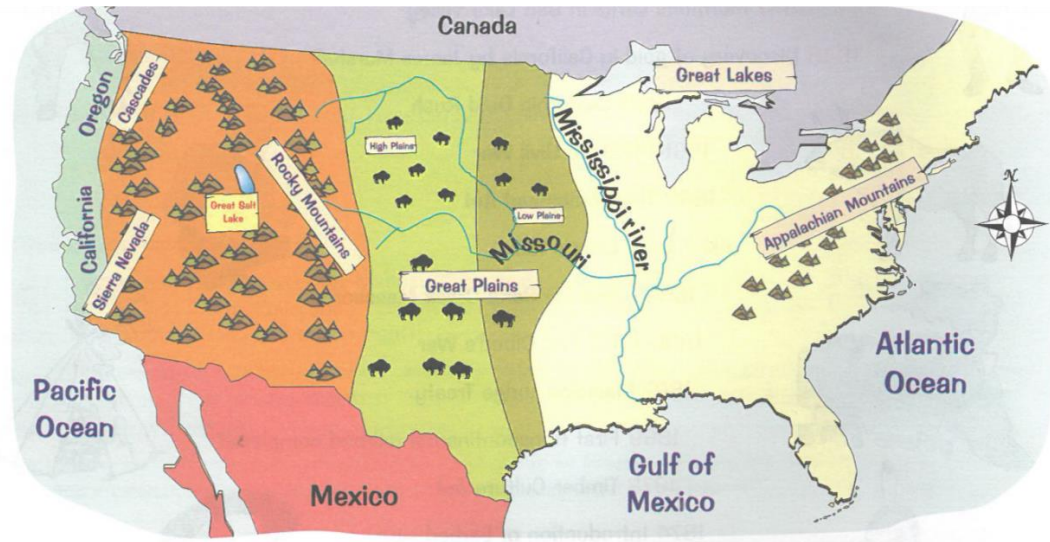 Canada
Great Lakes
Oregon
Cascades
High Plains
Mississippi river
Rocky Mountains
Great Salt
Lake
Low Plains
Appalachian Mountains
N
California
Sierra Nevada
Missouri
Great Plains
Atlantic
Ocean
Pacific
Ocean
Gulf of
Mexico
Mexico